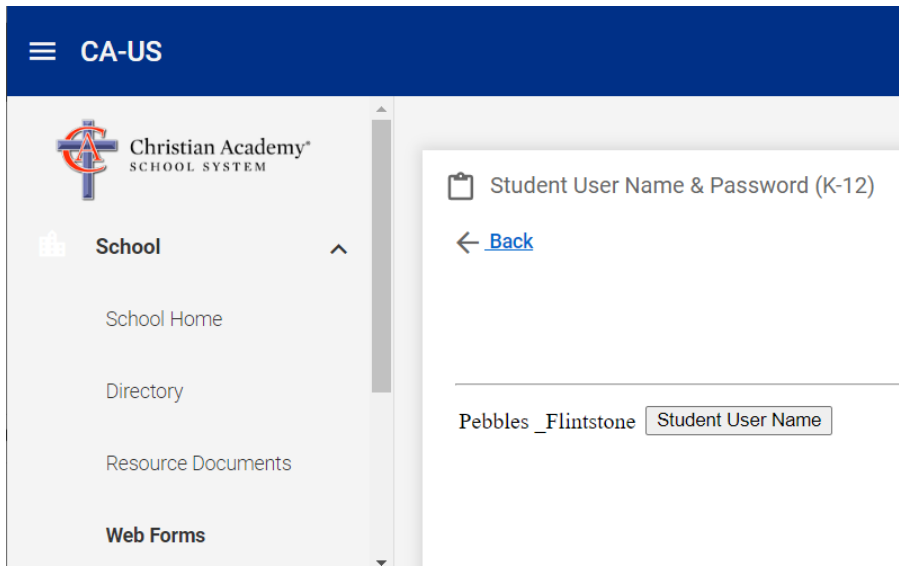 CA-US
Christian Academy®
SCHOOL SYSTEM
School
School Home
Directory
Resource Documents
Web Forms
Student User Name & Password (K-12)
Back
Pebbles _Flintstone Student User Name